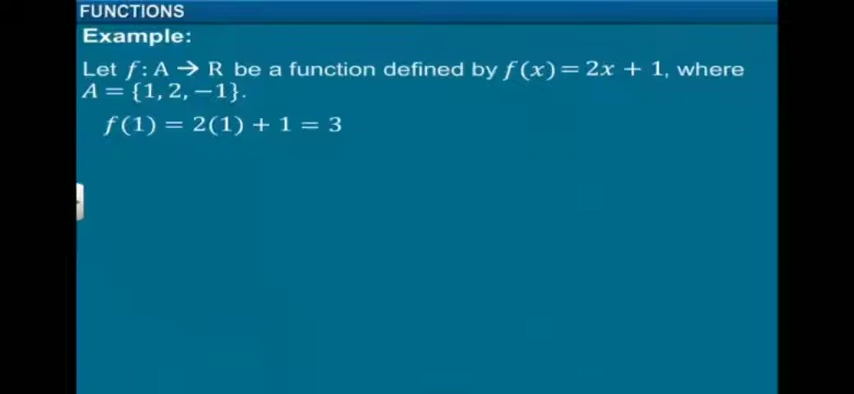 FUNCTIONS
Example:
Let f : A → R be a function defined by f(x) = 2x + 1, where
A = {1, 2, −1}.
f(1) = 2(1) + 1 = 3